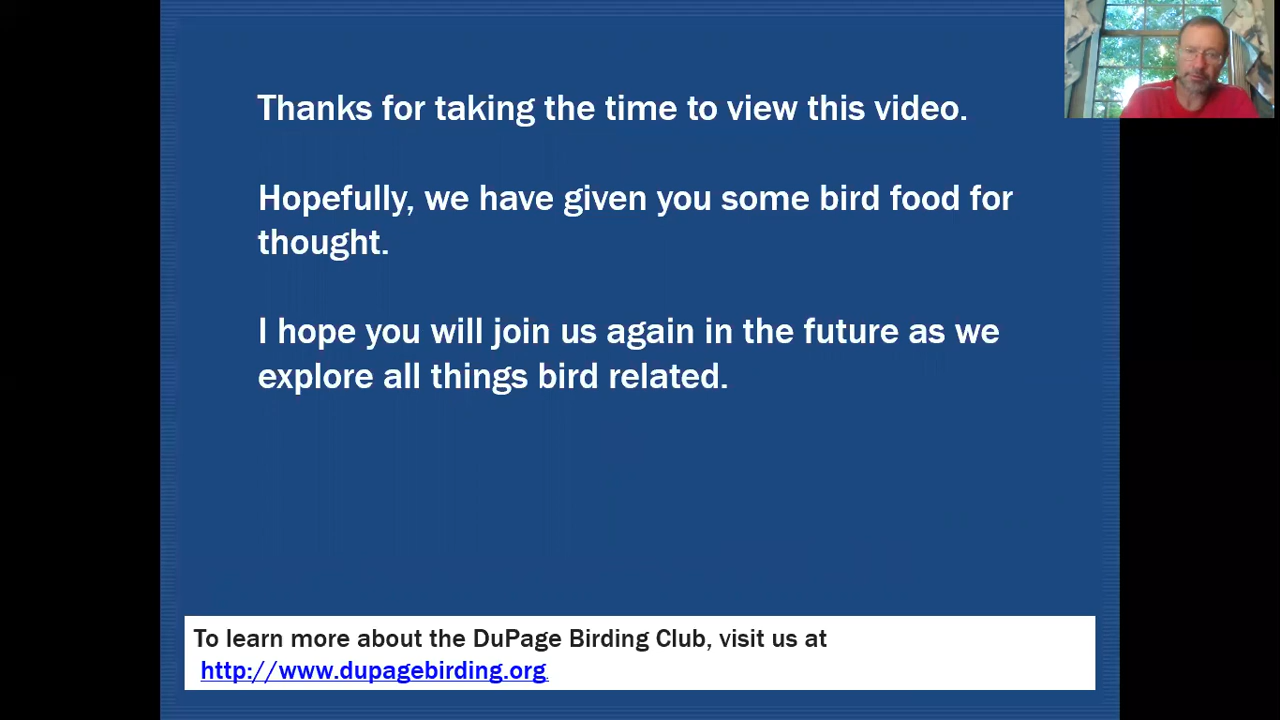 Thanks for taking the time to view this video.
Hopefully, we have given you some bird food for
thought.
I hope you will join us again in the future as we
explore all things bird related.
To learn more about the DuPage Birding Club, visit us at
http://www.dupagebirding.org